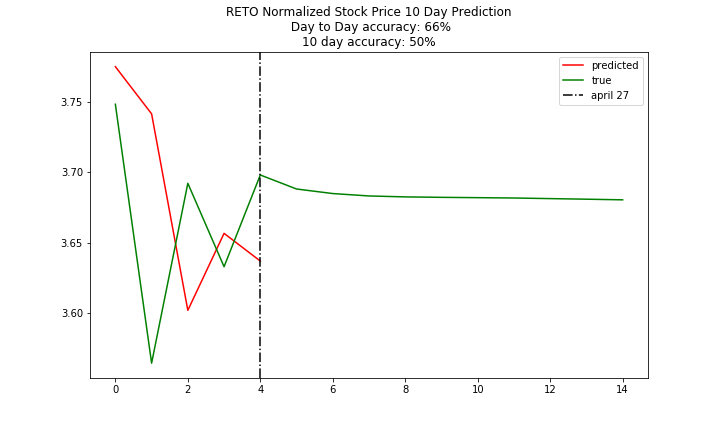 RETO Normalized Stock Price 10 Day Prediction
Day to Day accuracy: 66%
10 day accuracy: 50%
predicted
true
april 27
3.75
3.70
3.65
3.60
0 2 4 6 8 10 12 14